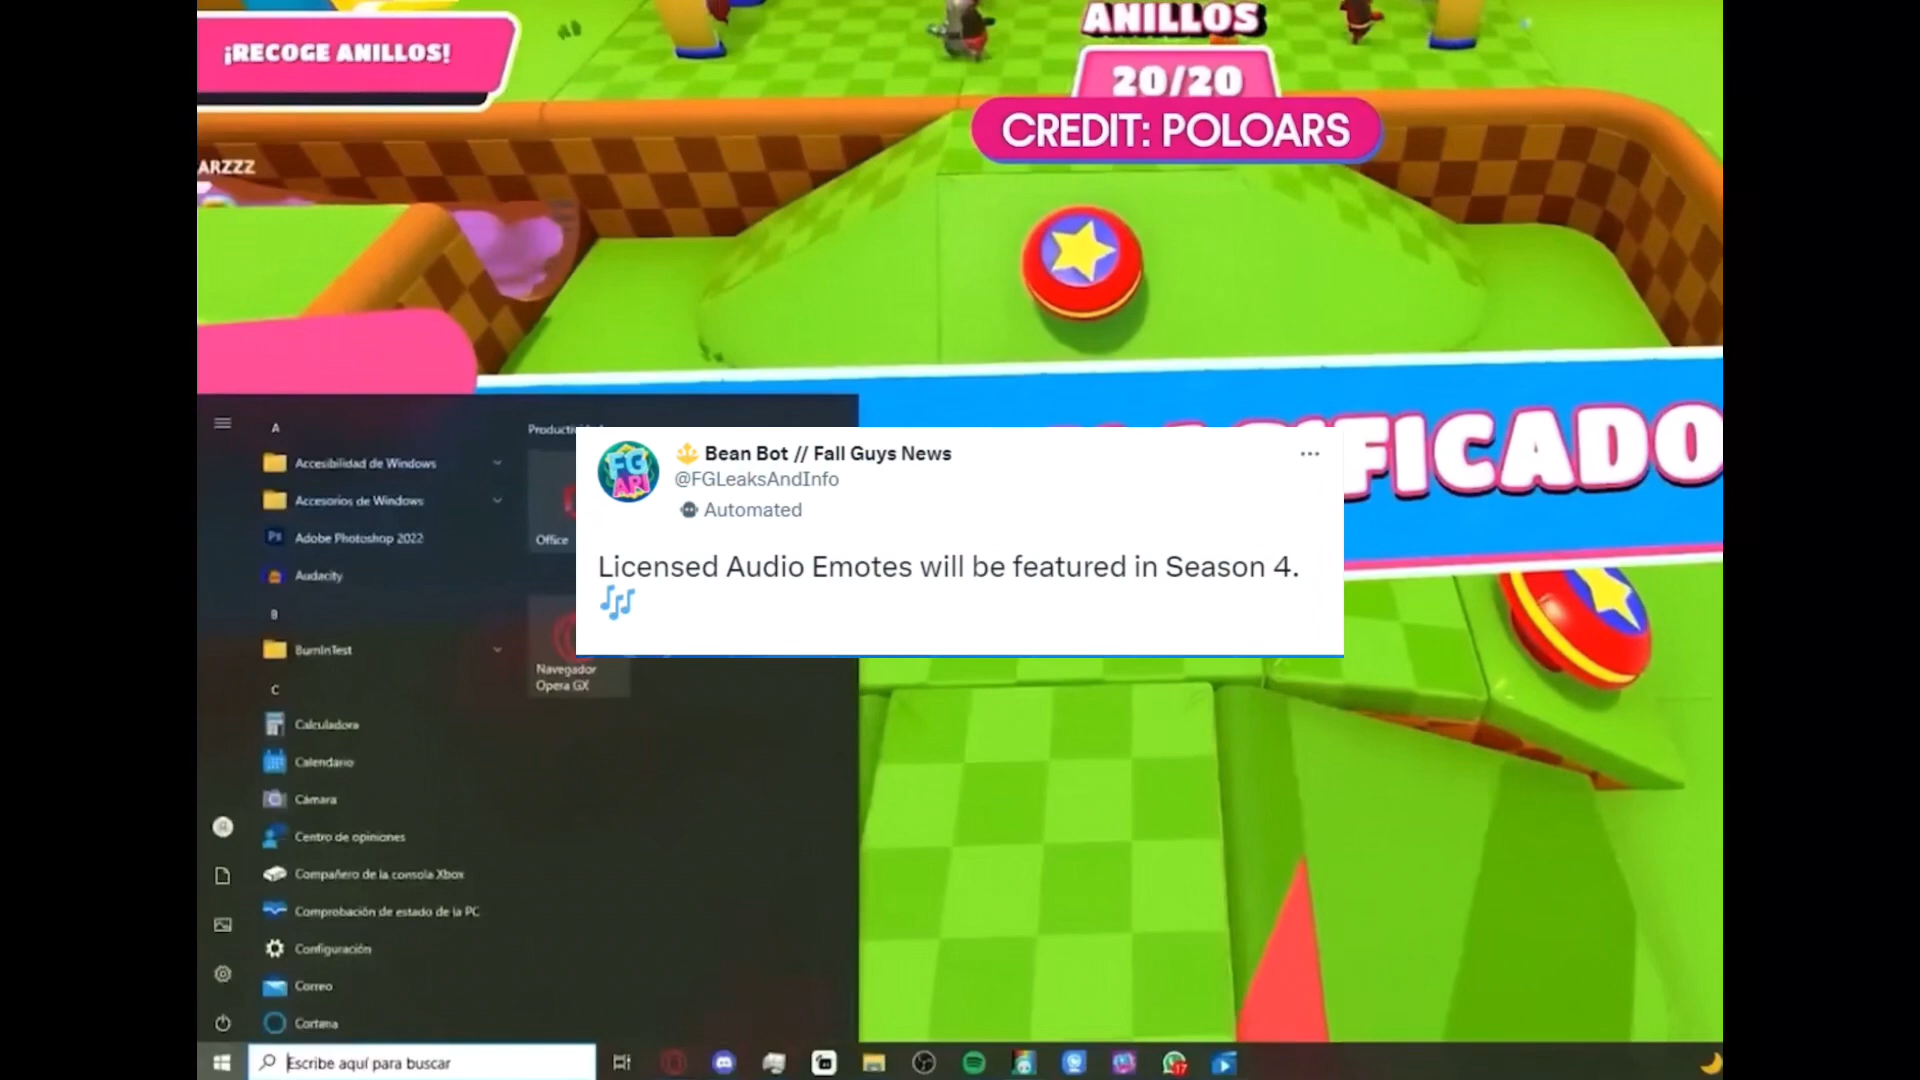 ¡RECOGE ANILLOS!
ANILLOS
20/20
CREDIT: POLOARS
ARZZZ
A
Accesibilidad de Windows
Accesorios de Windows
Ps
Adobe Photoshop 2022
Audacity
B
BurnInTest
C
Calculadora
Calendario
Cámara
Centro de opiniones
Compañero de la consola Xbox
Comprobación de estado de la PC
Configuración
Correo
Cortana
Office
Navegador
Opera GX
FG
Bean Bot // Fall Guys News
@FGLeaksAndInfo
Automated
Licensed Audio Emotes will be featured in Season 4.
Escribe aquí para buscar
17